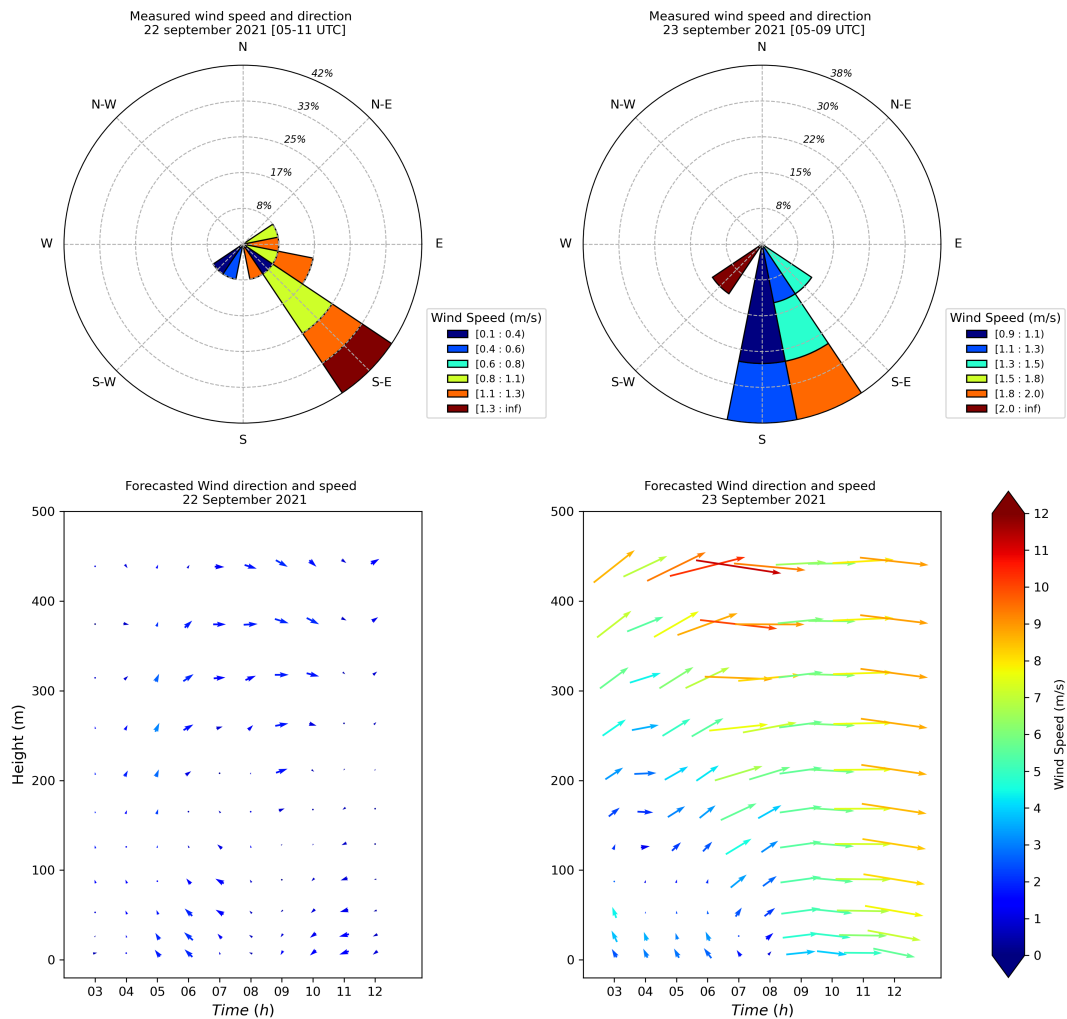 Measured wind speed and direction
22 september 2021 [05-11 UTC]
N
42%
N-W
N-E
33%
25%
17%
8%
W
E
Wind Speed (m/s)
[0.1 : 0.4)
[0.4 : 0.6)
[0.6 : 0.8)
[0.8 : 1.1)
[1.1 : 1.3)
[1.3 : inf)
S-W
S-E
S
Measured wind speed and direction
23 september 2021 [05-09 UTC]
N
38%
N-W
N-E
30%
22%
15%
8%
W
E
Wind Speed (m/s)
[0.9 : 1.1)
[1.1 : 1.3)
[1.3 : 1.5)
[1.5 : 1.8)
[1.8 : 2.0)
[2.0 : inf)
S-W
S-E
S
Forecasted Wind direction and speed
22 September 2021
500
400
300
200
100
0
Height (m)
03 04 05 06 07 08 09 10 11 12
Time (h)
Forecasted Wind direction and speed
23 September 2021
500
400
300
200
100
0
03 04 05 06 07 08 09 10 11 12
Time (h)
12
11
10
9
8
7
6
5
4
3
2
1
0
Wind Speed (m/s)